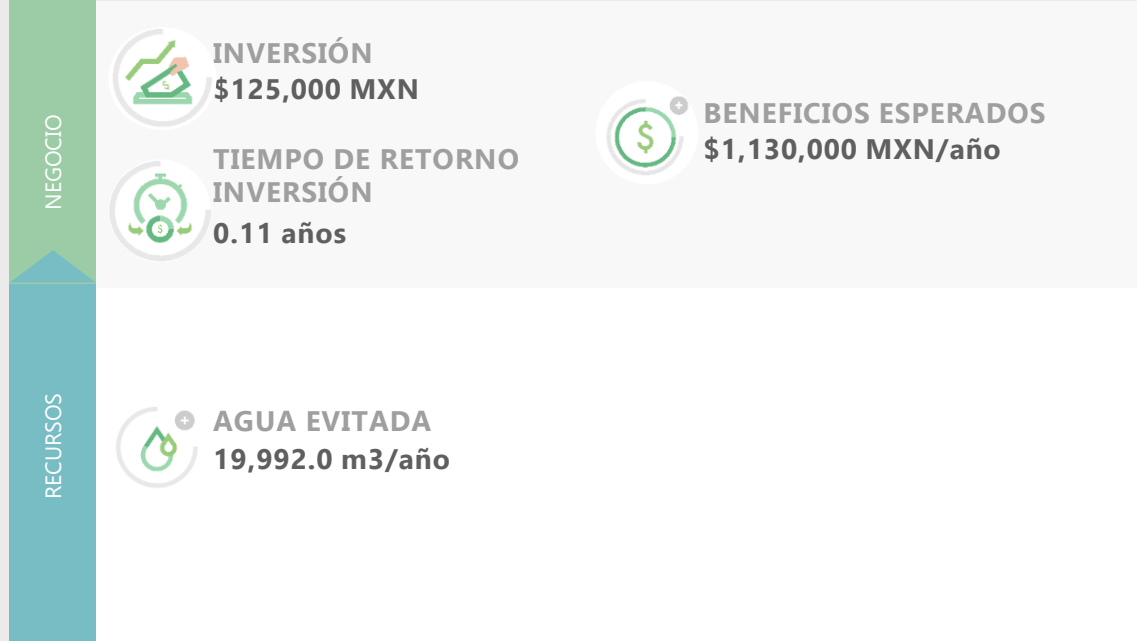 NEGOCIO
INVERSIÓN
$125,000 MXN
TIEMPO DE RETORNO
INVERSIÓN
0.11 años
BENEFICIOS ESPERADOS
$1,130,000 MXN/año
RECURSOS
AGUA EVITADA
19,992.0 m3/año